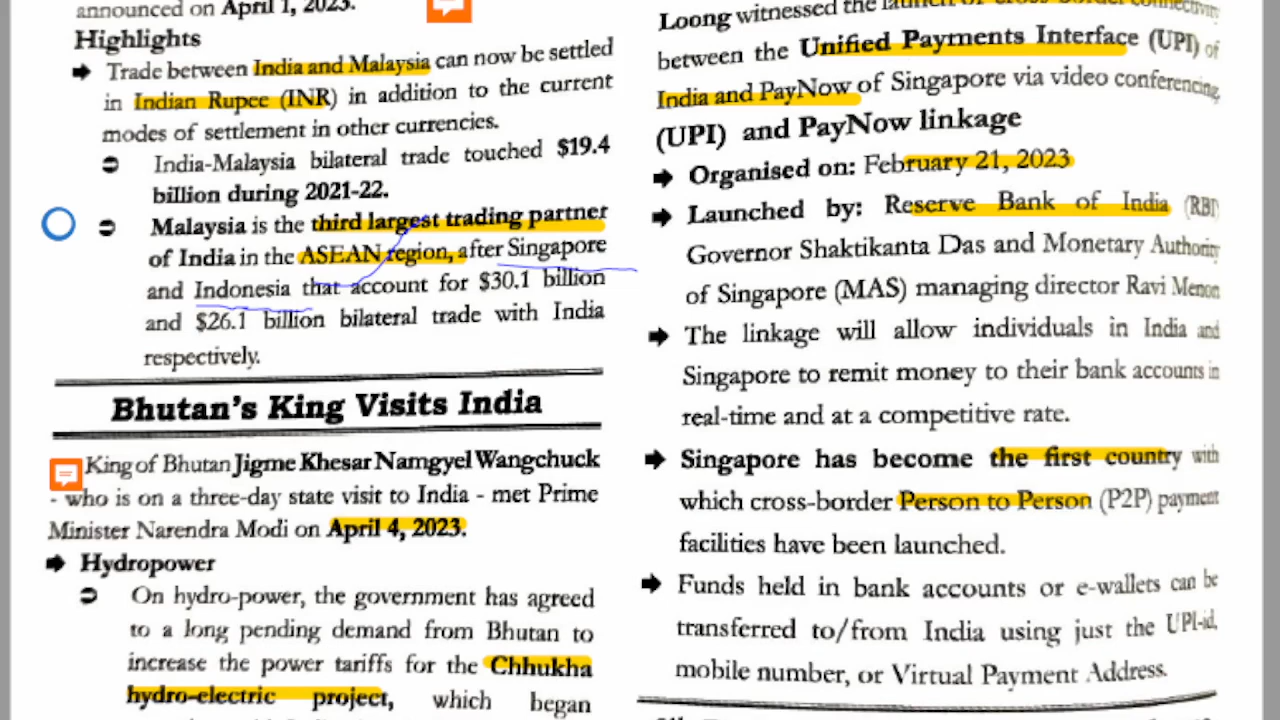 announced on April 1, 2023.
Highlights
Trade between India and Malaysia can now be settled
in Indian Rupee (INR) in addition to the current
modes of settlement in other currencies.
India-Malaysia bilateral trade touched $19.4
billion during 2021-22.
Malaysia is the third largest trading partner
of India in the ASEAN region, after Singapore
and Indonesia that account for $30.1 billion
and $26.1 billion bilateral trade with India
respectively.
Bhutan's King Visits India
King of Bhutan Jigme Khesar Namgyel Wangchuck
- who is on a three-day state visit to India - met Prime
Minister Narendra Modi on April 4, 2023.
Hydropower
On hydro-power, the government has agreed
to a long pending demand from Bhutan to
increase the power tariffs for the Chhukha
hydro-electric project, which began
Loong witnessed the launch of cross-border connectivity
between the Unified Payments Interface (UPI) of
India and PayNow of Singapore via video conferencing.
(UPI) and PayNow linkage
Organised on: February 21, 2023
Launched by: Reserve Bank of India (RBI)
Governor Shaktikanta Das and Monetary Authority
of Singapore (MAS) managing director Ravi Menon
The linkage will allow individuals in India and
Singapore to remit money to their bank accounts in
real-time and at a competitive rate.
Singapore has become the first country with
which cross-border Person to Person (P2P) payment
facilities have been launched.
Funds held in bank accounts or e-wallets can be
transferred to/from India using just the UPI-id,
mobile number, or Virtual Payment Address.